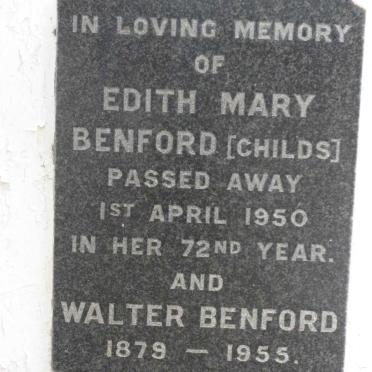 IN LOVING MEMORY
OF
EDITH MARY
BENFORD [CHILDS]
PASSED AWAY
1ST APRIL 1950
IN HER 72ND YEAR.
AND
WALTER BENFORD
1879 — 1955.